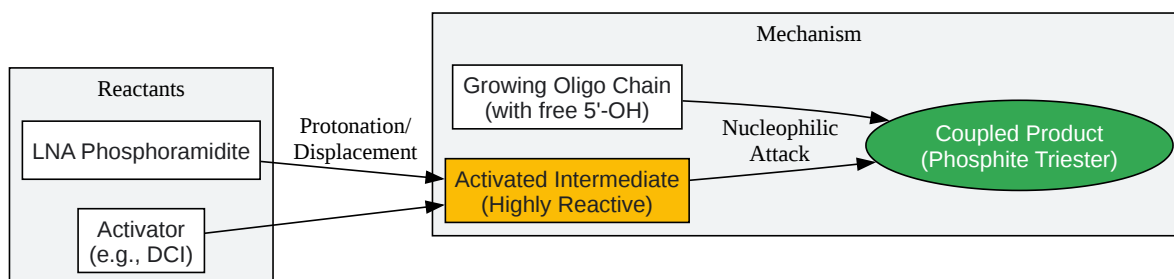 Reactants
LNA Phosphoramidite
Activator
(e.g., DCI)
Protonation/
Displacement
Mechanism
Growing Oligo Chain
(with free 5'-OH)
Activated Intermediate
(Highly Reactive)
Nucleophilic
Attack
Coupled Product
(Phosphite Triester)